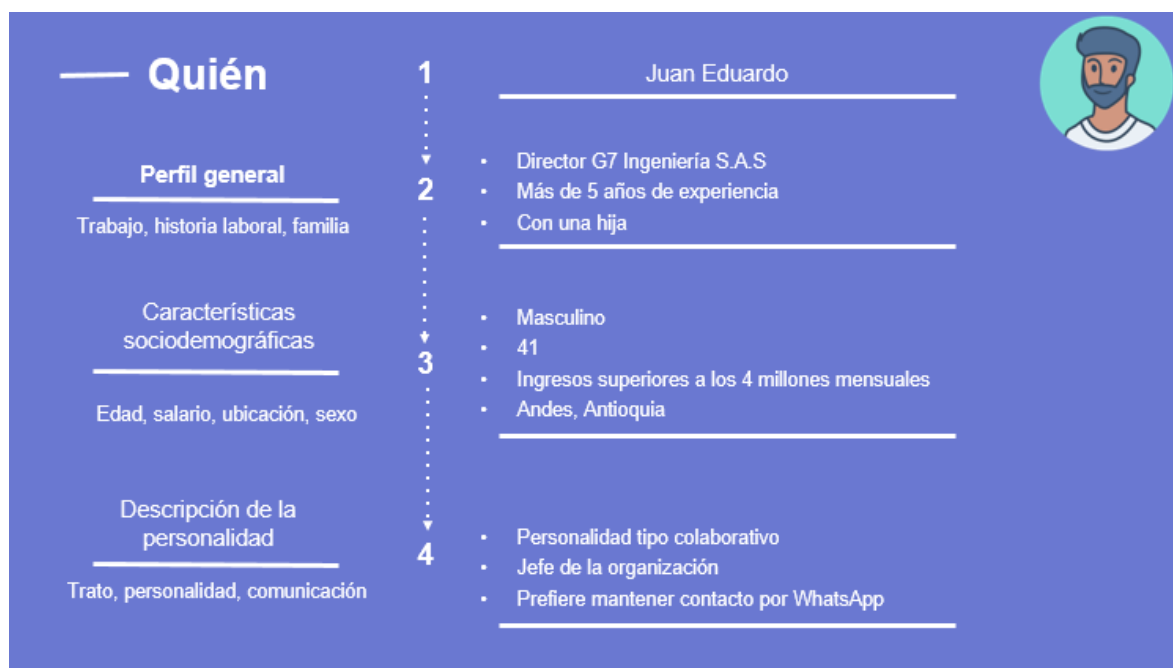 Quién
1
Juan Eduardo
Perfil general
Trabajo, historia laboral, familia
2
• Director G7 Ingeniería S.A.S
• Más de 5 años de experiencia
• Con una hija
Características
sociodemográficas
Edad, salario, ubicación, sexo
3
• Masculino
• 41
• Ingresos superiores a los 4 millones mensuales
• Andes, Antioquia
Descripción de la
personalidad
Trato, personalidad, comunicación
4
• Personalidad tipo colaborativo
• Jefe de la organización
• Prefiere mantener contacto por WhatsApp